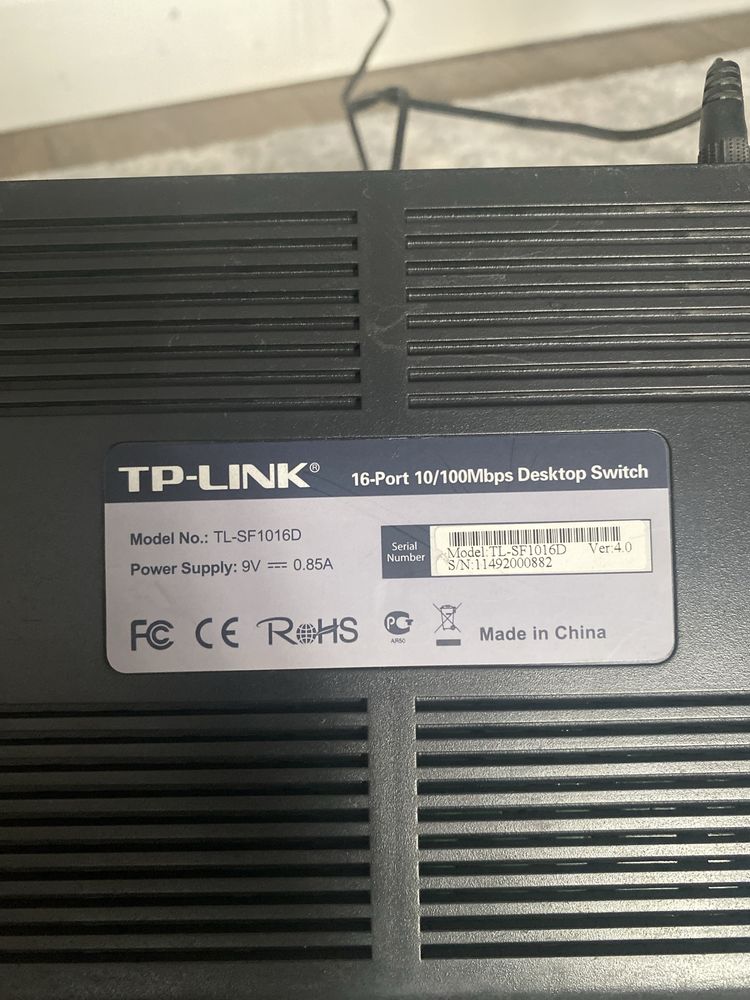 TP-LINK® 16-Port 10/100Mbps Desktop Switch
Model No.: TL-SF1016D
Power Supply: 9V ⎓ 0.85A
Serial Number
Model:TL-SF1016D Ver:4.0
S/N:11492000882
FC CE RoHS
АЯ50
Made in China